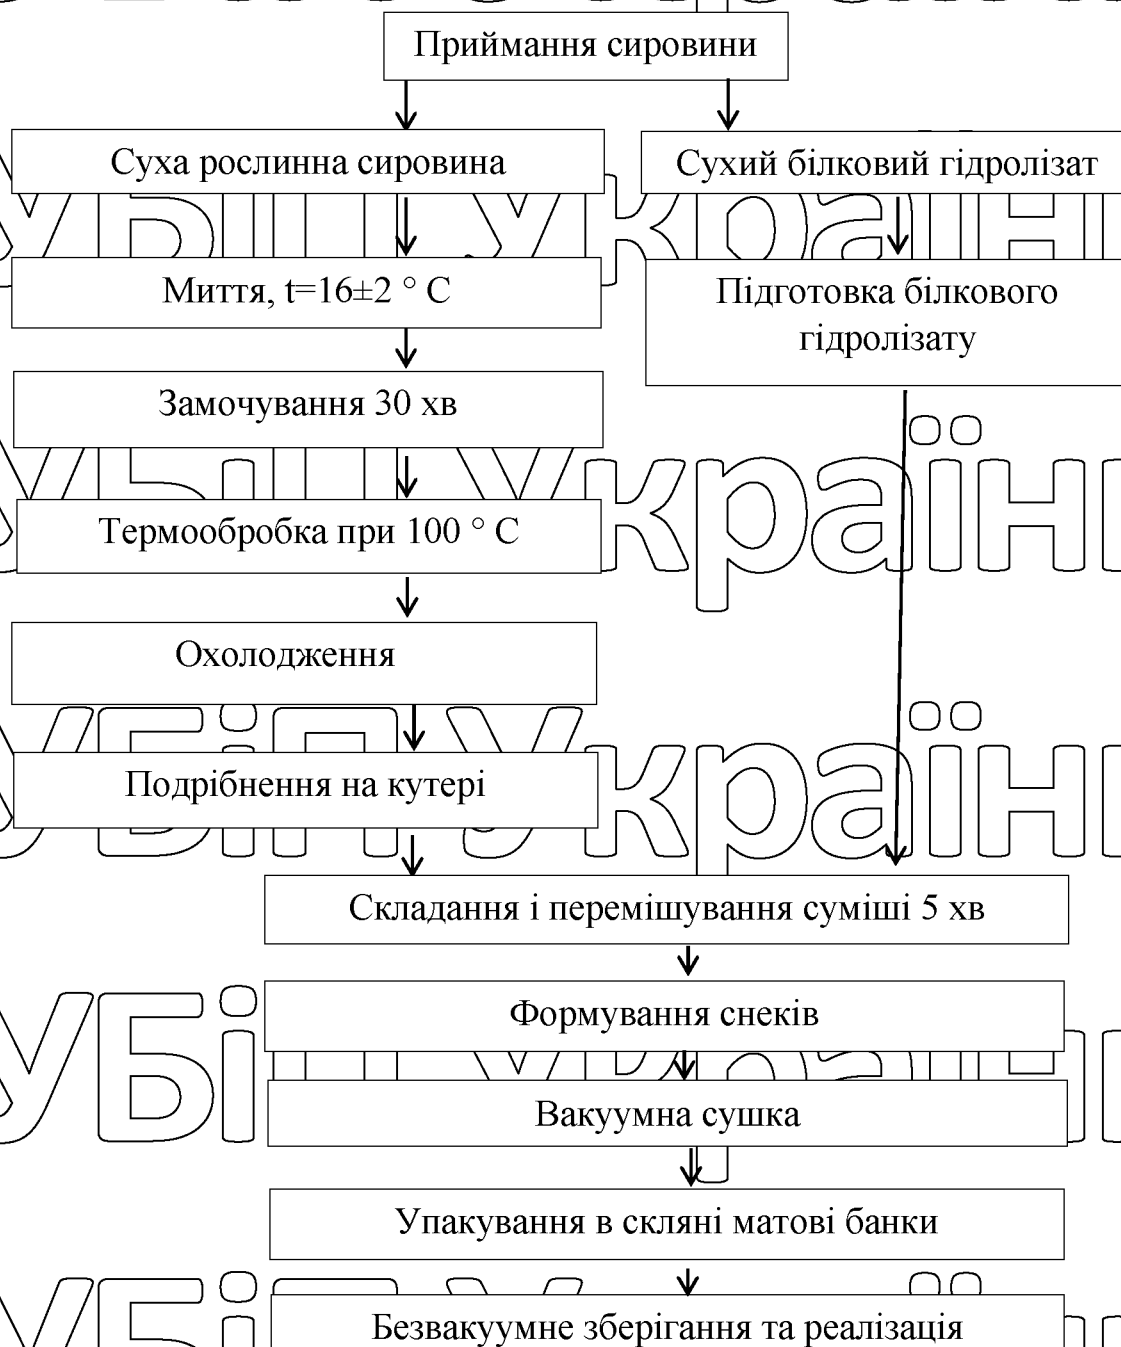 Приймання сировини
Суха рослинна сировина
Сухий білковий гідролізат
Миття, t=16±2 ° С
Підготовка білкового
гідролізату
Замочування 30 хв
Термообробка при 100 ° С
Охолодження
Подрібнення на кутері
Складання і перемішування суміші 5 хв
Формування снеків
Вакуумна сушка
Упакування в скляні матові банки
Безвакуумне зберігання та реалізація